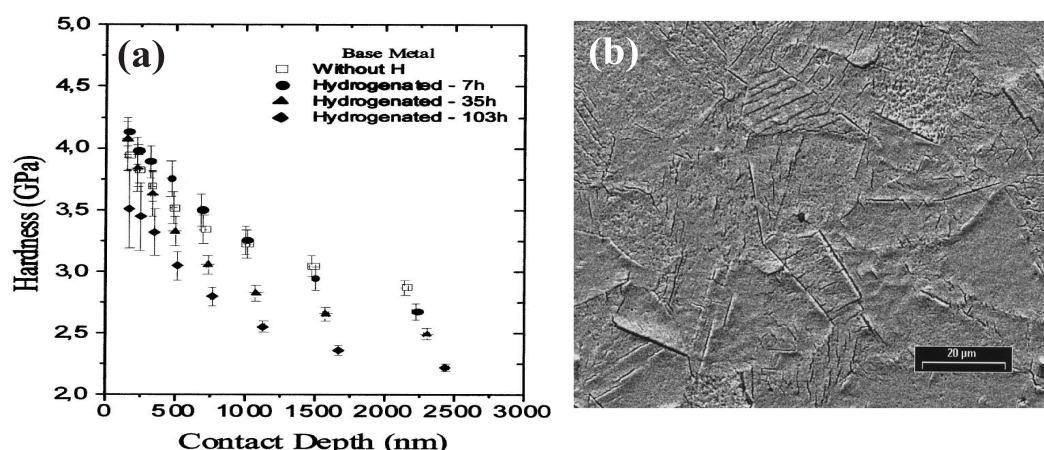 (a)
Base Metal
Without H
Hydrogenated - 7h
Hydrogenated - 35h
Hydrogenated - 103h
5,0
4,5
4,0
3,5
3,0
2,5
2,0
Hardness (GPa)
0 500 1000 1500 2000 2500 3000
Contact Depth (nm)
(b)
20 µm